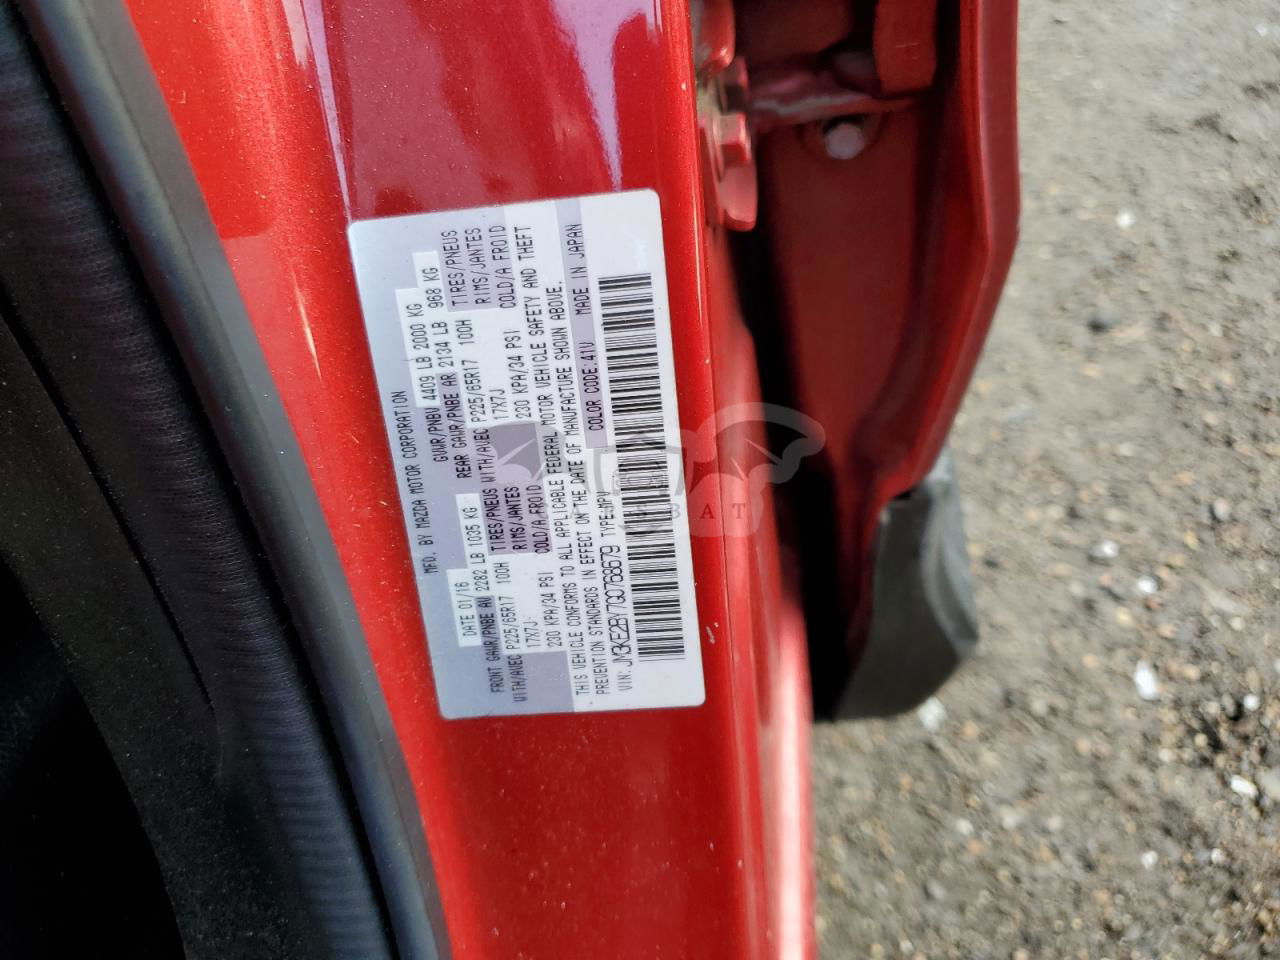 MFD. BY MAZDA MOTOR CORPORATION
DATE 01/16 GVWR/PNBV 4409 LB 2000 KG
FRONT GAWR/PNBE AV 2282 LB 1035 KG REAR GAWR/PNBE AR 2134 LB 968 KG
WITH/AVEC P225/65R17 100H TIRES/PNEUS WITH/AVEC P225/65R17 100H TIRES/PNEUS
17X7J RIMS/JANTES 17X7J RIMS/JANTES
230 KPA/34 PSI COLD/A FROID 230 KPA/34 PSI COLD/A FROID
THIS VEHICLE CONFORMS TO ALL APPLICABLE FEDERAL MOTOR VEHICLE SAFETY AND THEFT
PREVENTION STANDARDS IN EFFECT ON THE DATE OF MANUFACTURE SHOWN ABOVE.
VIN: JM3KE2BY7G0768679 TYPE:MPV COLOR CODE:41V MADE IN JAPAN